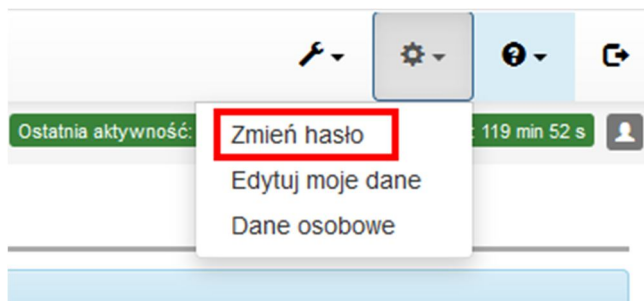 Ostatnia aktywność:
: 119 min 52 s
Zmień hasło
Edytuj moje dane
Dane osobowe